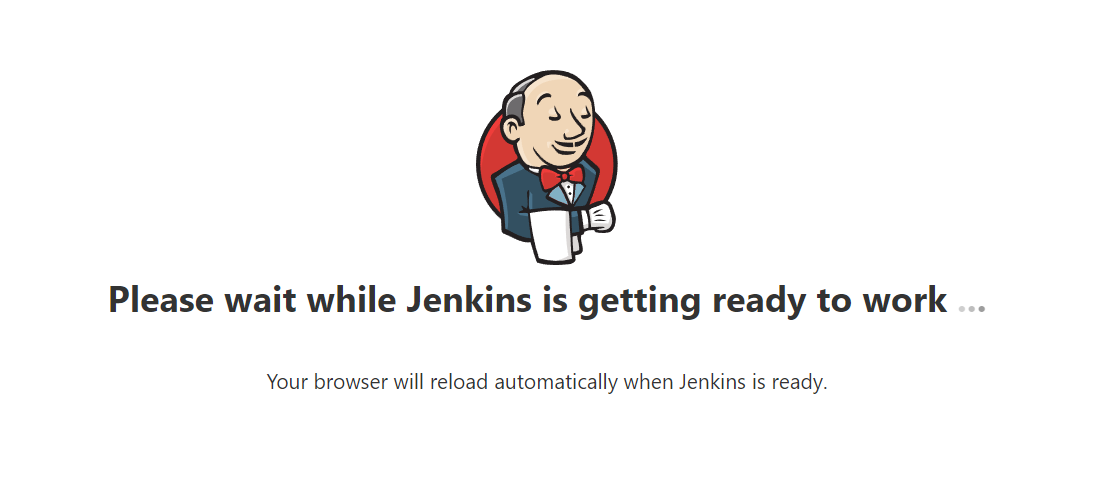 Please wait while Jenkins is getting ready to work ...
Your browser will reload automatically when Jenkins is ready.